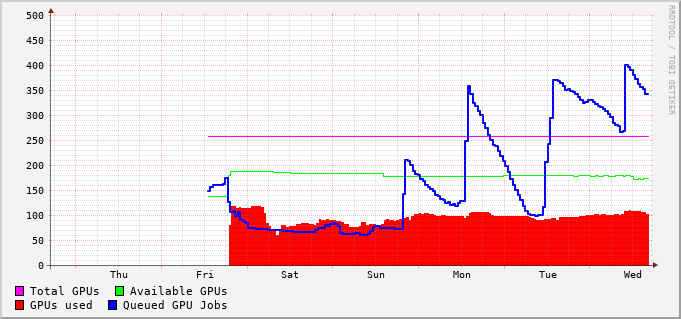 500
450
400
350
300
250
200
150
100
50
0
Thu Fri Sat Sun Mon Tue Wed
Total GPUs Available GPUs
GPUs used Queued GPU Jobs
RRDTOOL / TOBI OETIKER